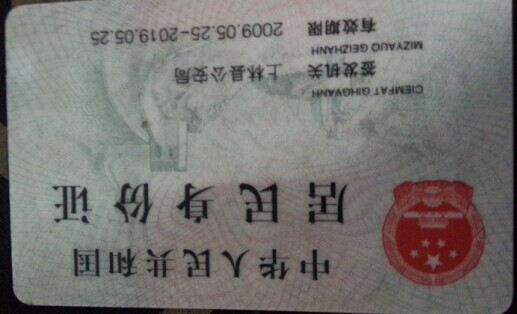 中华人民共和国
居民身份证
CIEMFAT GIHGVANH
签发机关 上林县公安局
MIZYAUQ GEIZHANH
有效期限 2009.05.25-2019.05.25